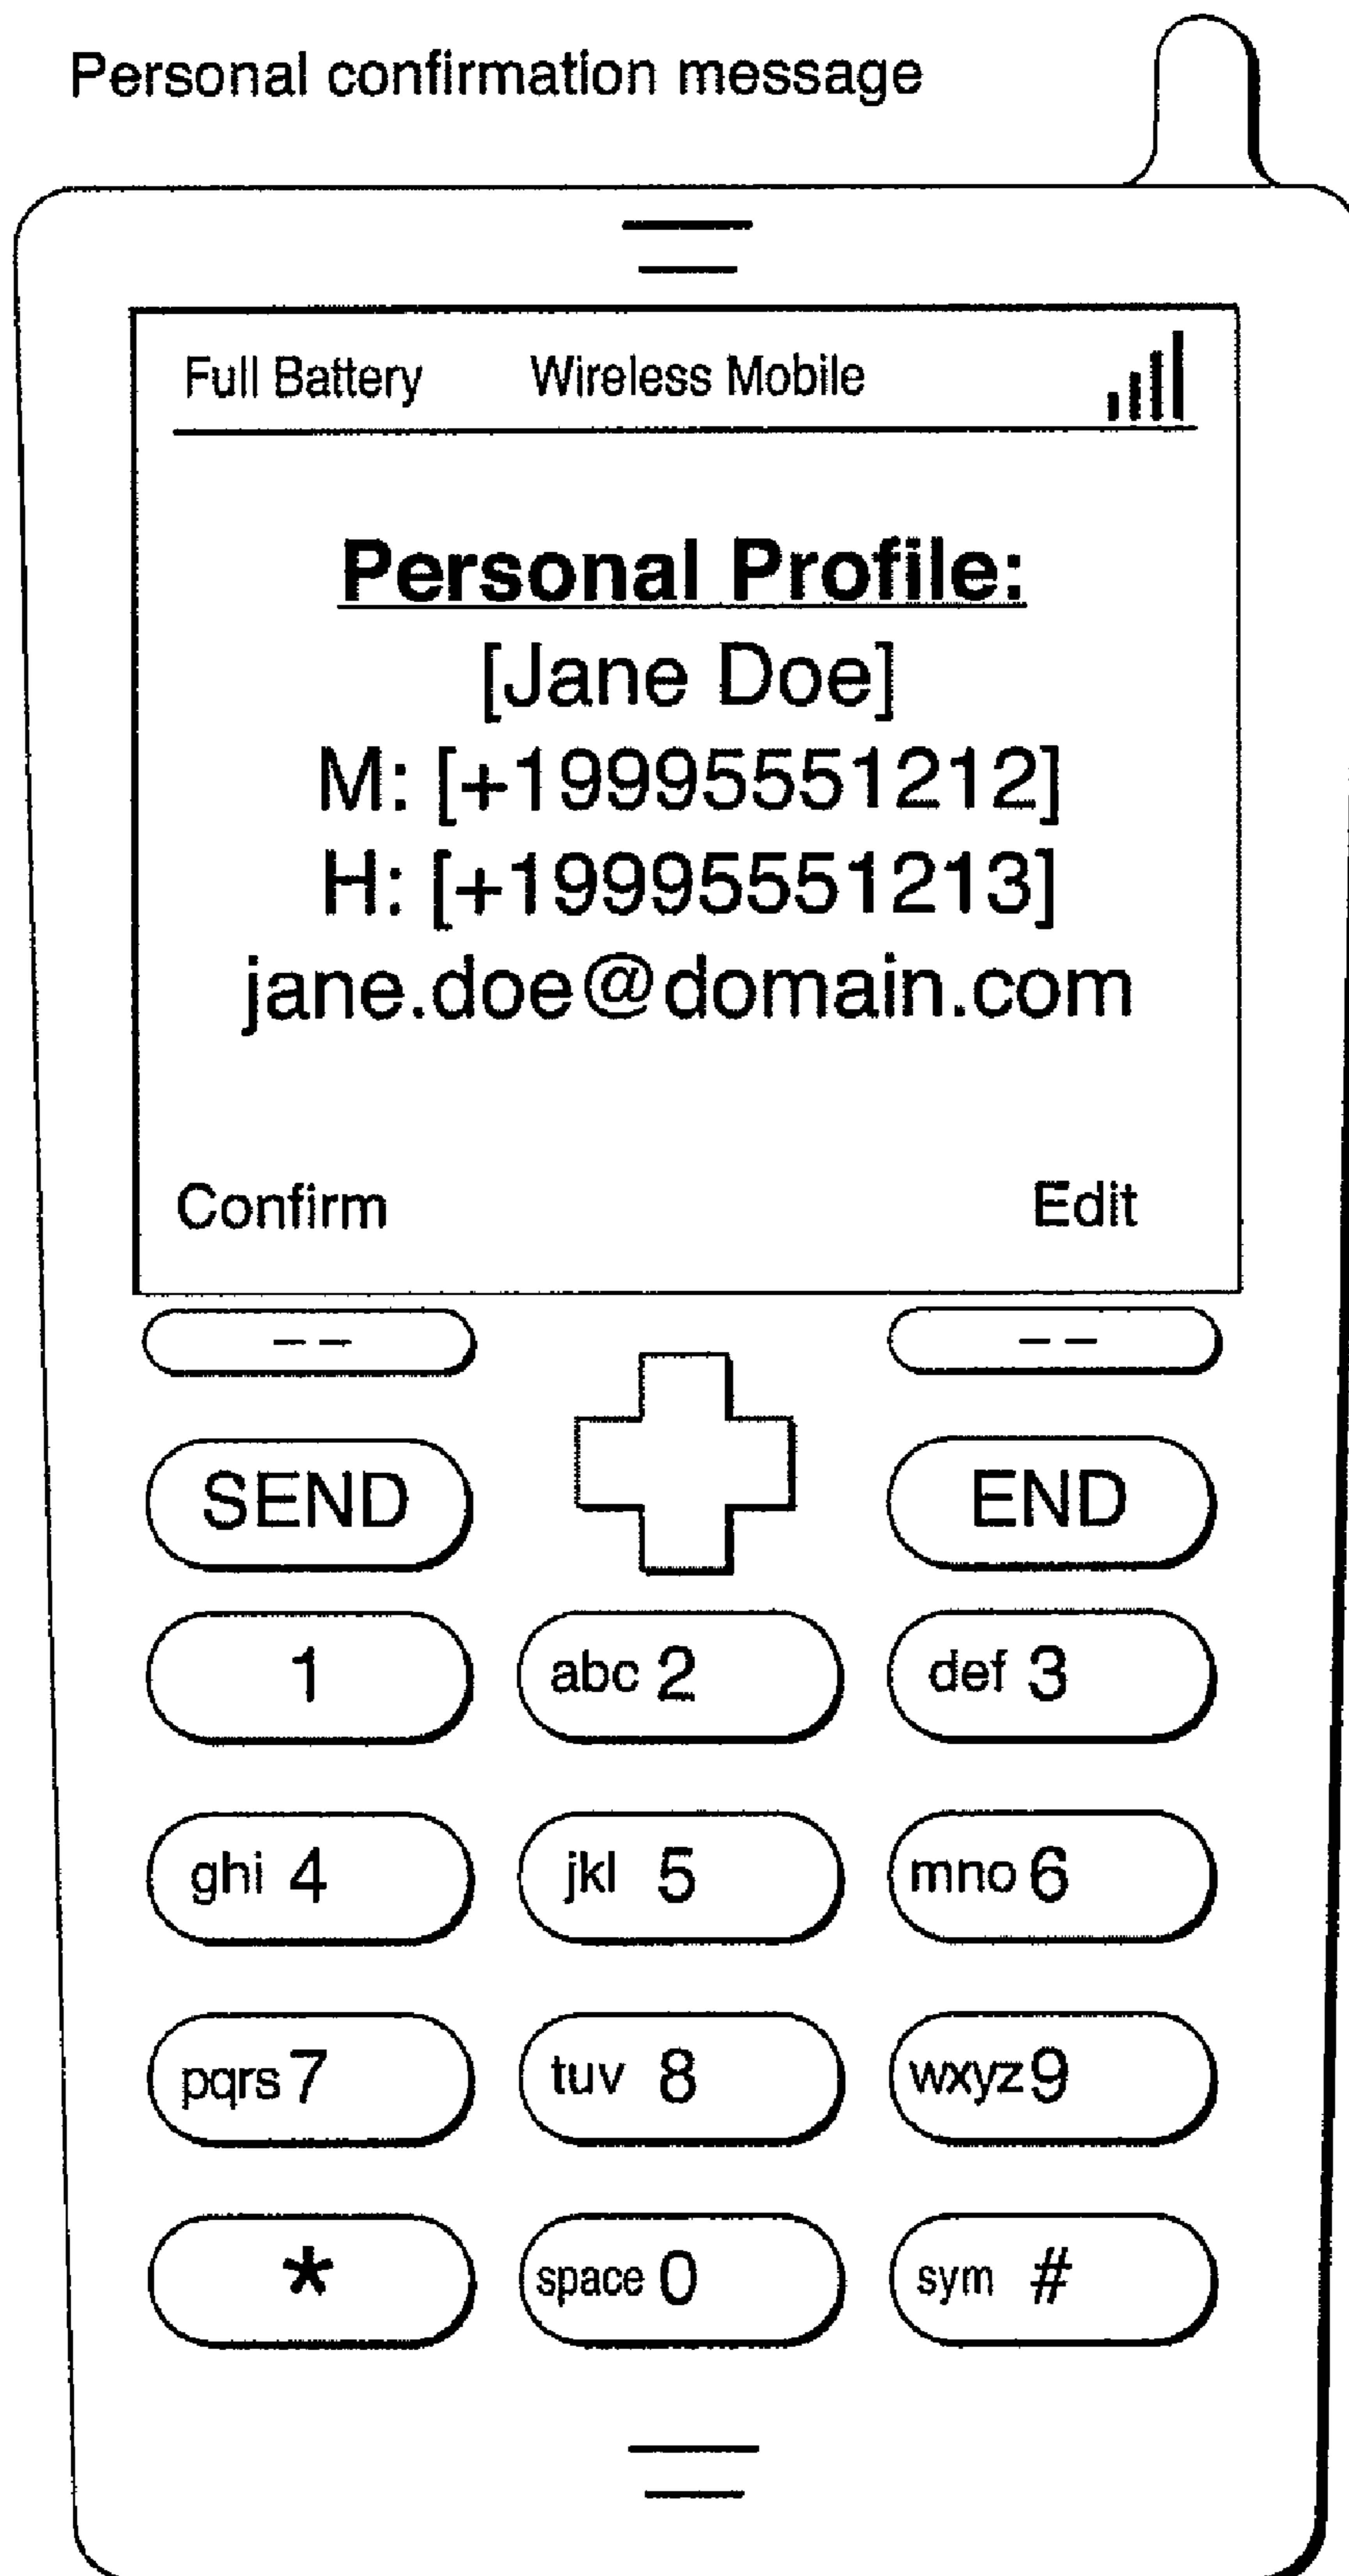 Personal confirmation message
Full Battery Wireless Mobile
Personal Profile:
[Jane Doe]
M: [+19995551212]
H: [+19995551213]
jane.doe@domain.com
Confirm Edit
-- --
SEND END
1 abc 2 def 3
ghi 4 jkl 5 mno 6
pqrs 7 tuv 8 wxyz 9
* space 0 sym #